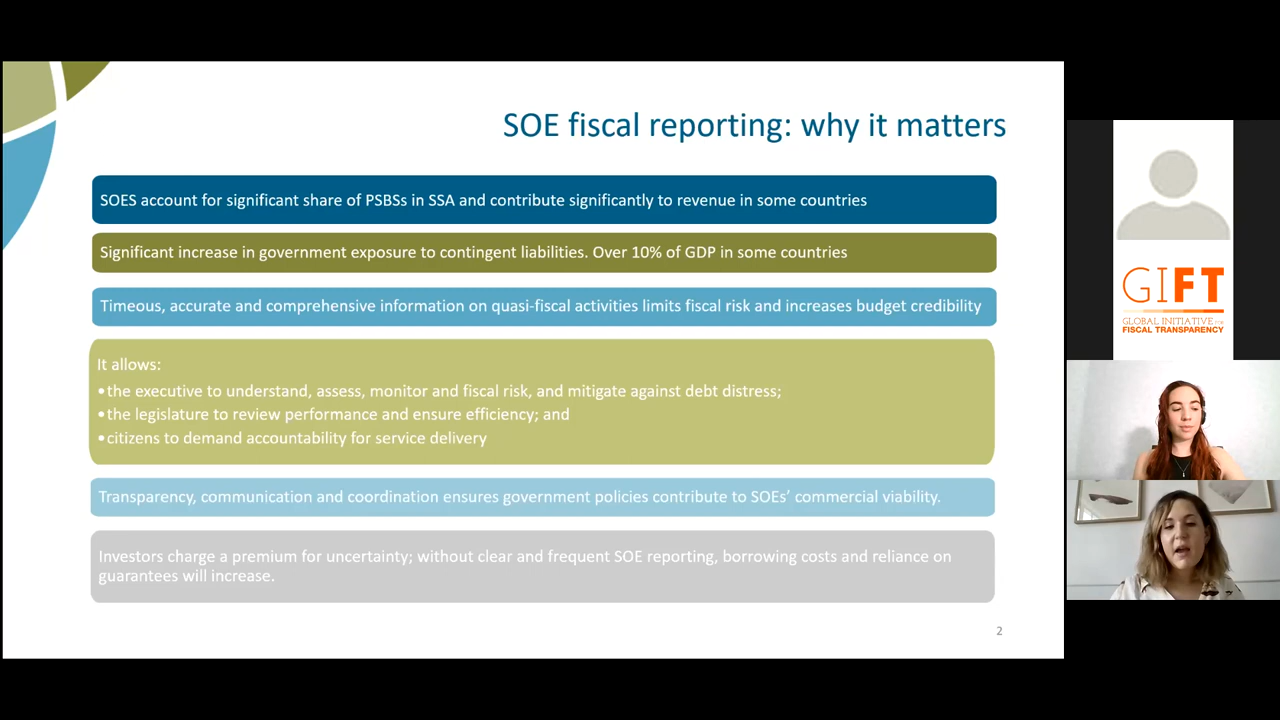 SOE fiscal reporting: why it matters
SOES account for significant share of PSBSs in SSA and contribute significantly to revenue in some countries
Significant increase in government exposure to contingent liabilities. Over 10% of GDP in some countries
Timeous, accurate and comprehensive information on quasi-fiscal activities limits fiscal risk and increases budget credibility
It allows:
•the executive to understand, assess, monitor and fiscal risk, and mitigate against debt distress;
•the legislature to review performance and ensure efficiency; and
•citizens to demand accountability for service delivery
Transparency, communication and coordination ensures government policies contribute to SOEs' commercial viability.
Investors charge a premium for uncertainty; without clear and frequent SOE reporting, borrowing costs and reliance on
guarantees will increase.
2
GIFT
GLOBAL INITIATIVE FOR
FISCAL TRANSPARENCY